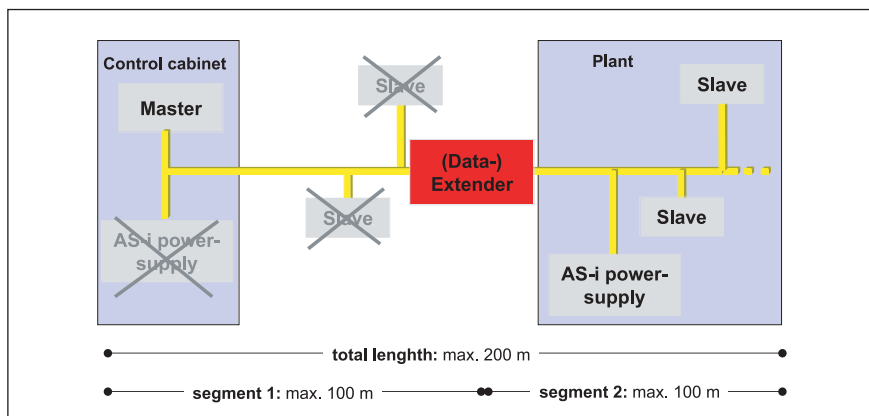 Control cabinet
Master
AS-i power-
supply
Slave
Slave
(Data-)
Extender
Plant
Slave
Slave
AS-i power-
supply
total lenghth: max. 200 m
segment 1: max. 100 m
segment 2: max. 100 m